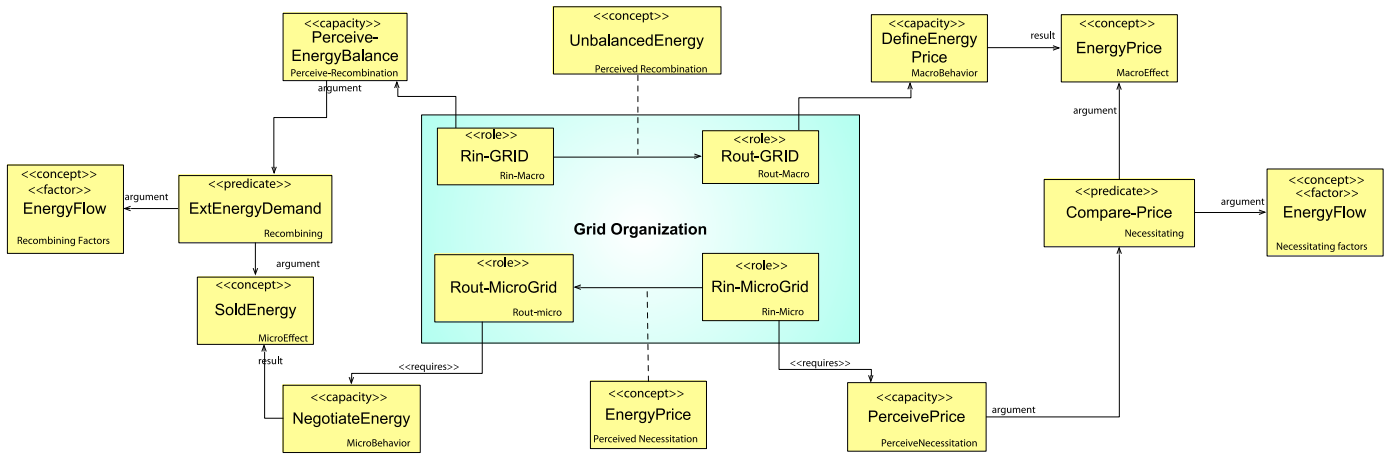 <<capacity>>
Perceive-
EnergyBalance
Perceive-Recombination
<<concept>>
UnbalancedEnergy
Perceived Recombination
<<capacity>>
DefineEnergy
Price
MacroBehavior
result
<<concept>>
EnergyPrice
MacroEffect
argument
argument
<<role>>
Rin-GRID
Rin-Macro
<<role>>
Rout-GRID
Rout-Macro
<<concept>>
<<factor>>
EnergyFlow
Recombining Factors
argument
<<predicate>>
ExtEnergyDemand
Recombining
Grid Organization
<<predicate>>
Compare-Price
Necessitating
argument
<<concept>>
<<factor>>
EnergyFlow
Necessitating factors
argument
<<concept>>
SoldEnergy
MicroEffect
<<role>>
Rout-MicroGrid
Rout-micro
<<role>>
Rin-MicroGrid
Rin-Micro
result
<<requires>>
<<requires>>
<<capacity>>
NegotiateEnergy
MicroBehavior
<<concept>>
EnergyPrice
Perceived Necessitation
<<capacity>>
PerceivePrice
PerceiveNecessitation
argument